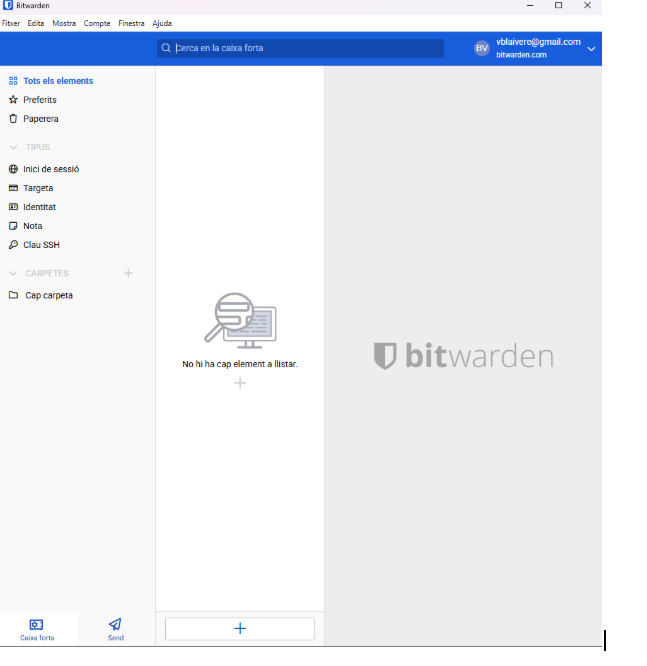 Bitwarden
Fitxer Edita Mostra Compte Finestra Ajuda
Cerca en la caixa forta
BV
vblaivere@gmail.com
bitwarden.com
Tots els elements
Preferits
Paperera
TIPUS
Inici de sessió
Targeta
Identitat
Nota
Clau SSH
CARPETES
Cap carpeta
No hi ha cap element a llistar.
bitwarden
Caixa forta
Send